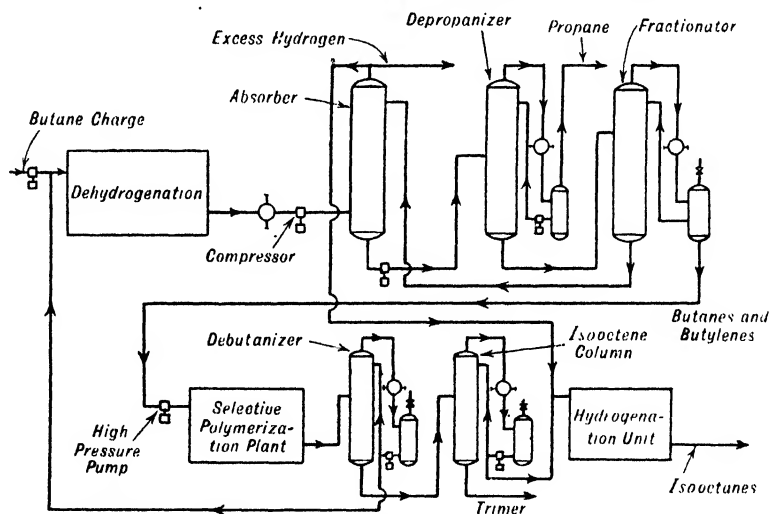 Excess Hydrogen
Depropanizer
Propane
Fractionator
Absorber
Butane Charge
Dehydrogenation
Compressor
Butanes and
Butylenes
Debutanizer
Isooctene
Column
High
Pressure
Pump
Selective
Polymeriza-
tion Plant
Hydrogena-
tion Unit
Isooctanes
Trimer